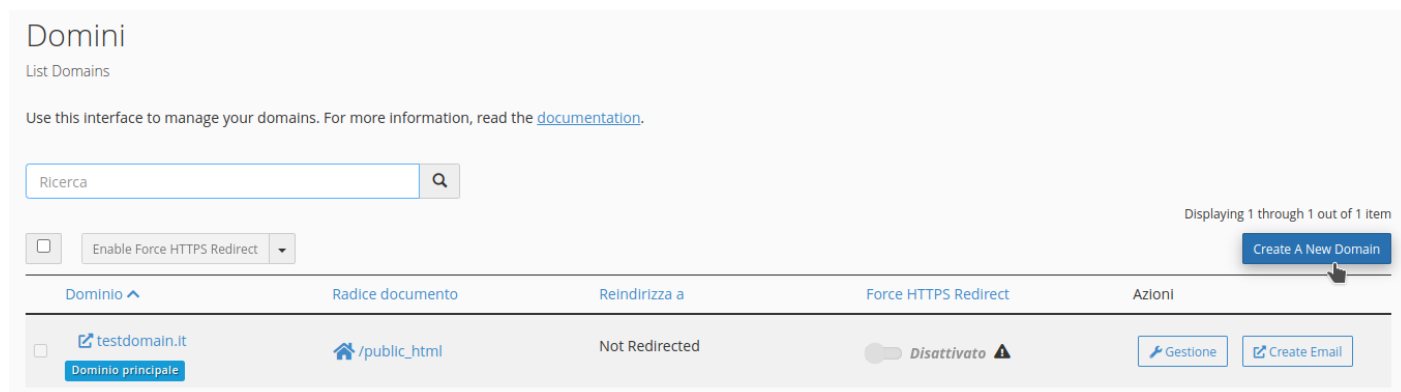 Domini
List Domains
Use this interface to manage your domains. For more information, read the documentation.
Ricerca
Displaying 1 through 1 out of 1 item
Enable Force HTTPS Redirect
Create A New Domain
Dominio Radice documento Reindirizza a Force HTTPS Redirect Azioni
testdomain.it
Dominio principale
/public_html
Not Redirected
Disattivato
Gestione
Create Email